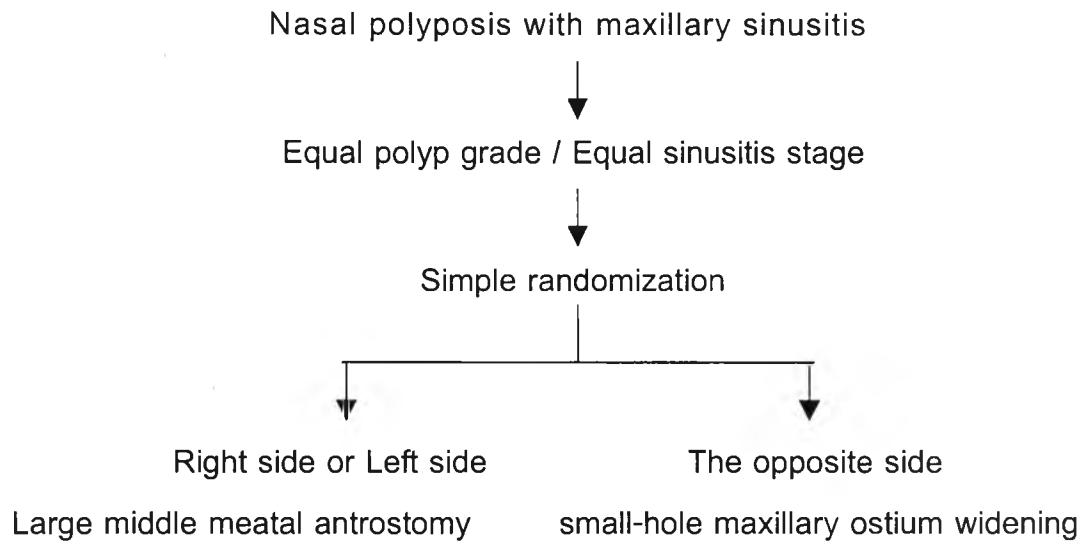 Nasal polyposis with maxillary sinusitis
Equal polyp grade / Equal sinusitis stage
Simple randomization
Right side or Left side
The opposite side
Large middle meatal antrostomy
small-hole maxillary ostium widening